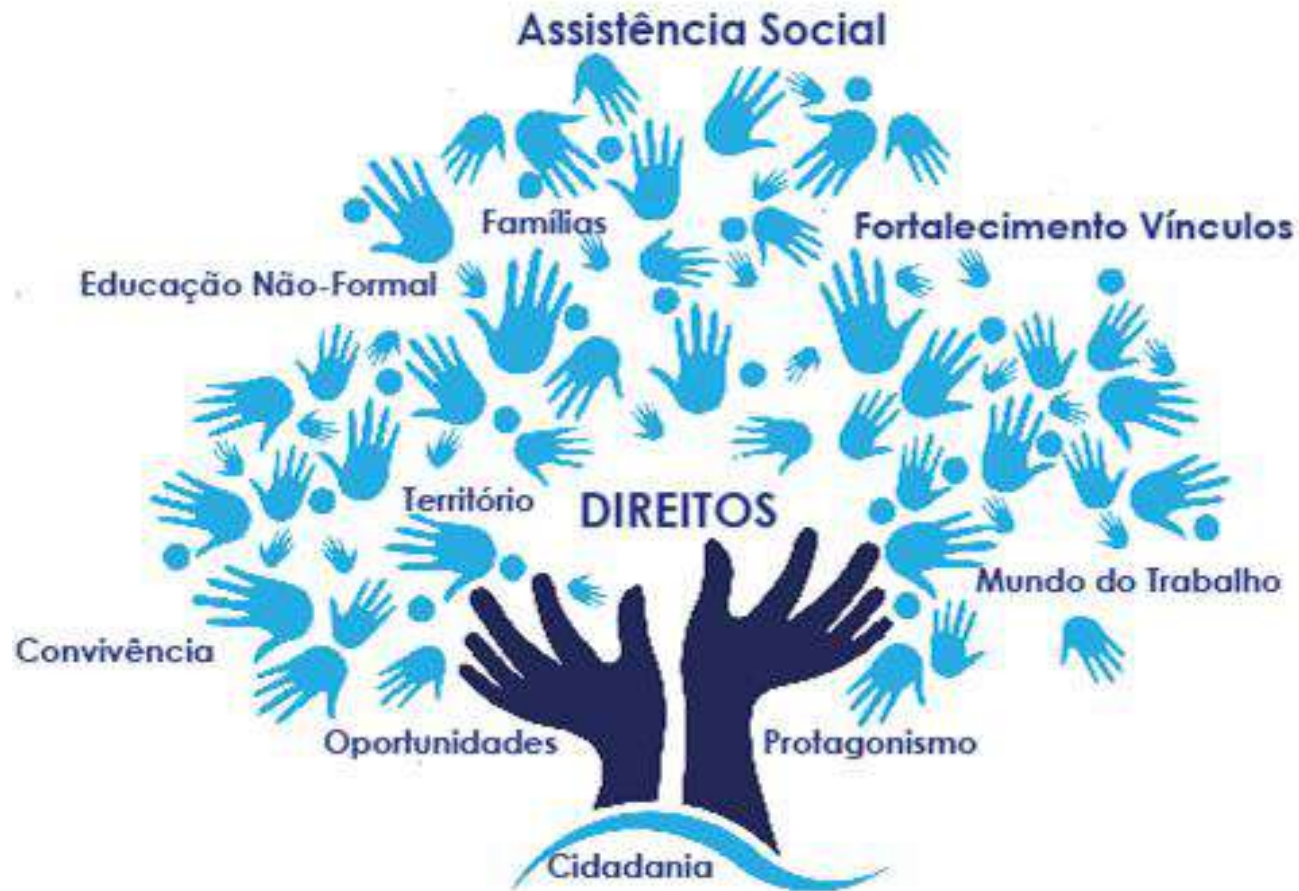 Assistência Social
Famílias
Fortalecimento Vínculos
Educação Não-Formal
Território
DIREITOS
Mundo do Trabalho
Convivência
Oportunidades
Protagonismo
Cidadania